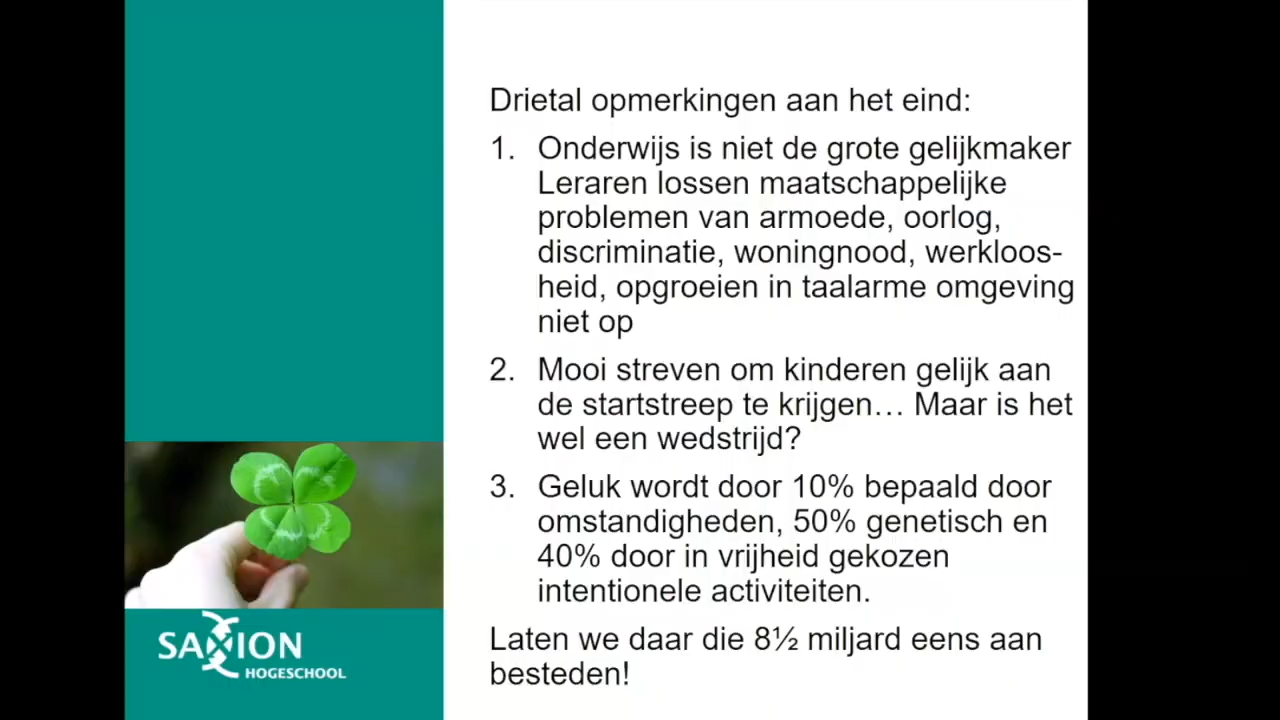 Drietal opmerkingen aan het eind:
1. Onderwijs is niet de grote gelijkmaker
Leraren lossen maatschappelijke
problemen van armoede, oorlog,
discriminatie, woningnood, werkloos-
heid, opgroeien in taalarme omgeving
niet op
2. Mooi streven om kinderen gelijk aan
de startstreep te krijgen… Maar is het
wel een wedstrijd?
3. Geluk wordt door 10% bepaald door
omstandigheden, 50% genetisch en
40% door in vrijheid gekozen
intentionele activiteiten.
Laten we daar die 8½ miljard eens aan
besteden!
SAXION
HOGESCHOOL